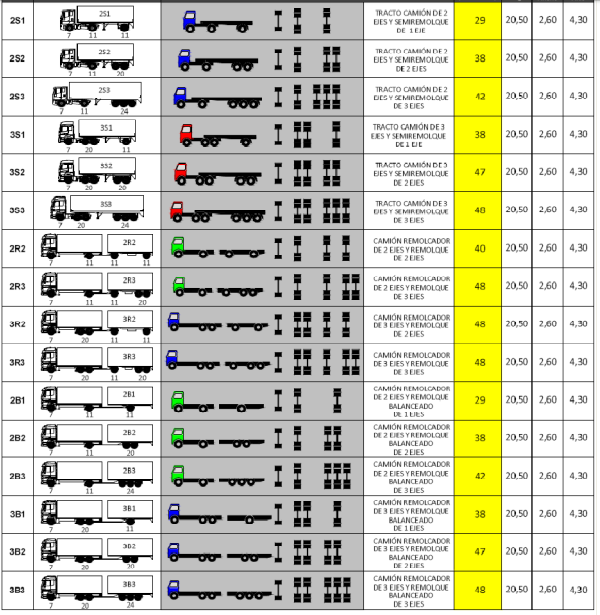 2S1
2S1
7 11 11
TRACTO CAMIÓN DE 2
EJES Y SEMIREMOLQUE
DE 1 EJE
29 20,50 2,60 4,30
2S2
2S2
7 11 20
TRACTO CAMIÓN DE 2
EJES Y SEMIREMOLQUE
DE 2 EJES
38 20,50 2,60 4,30
2S3
2S3
7 11 24
TRACTO CAMIÓN DE 2
EJES Y SEMIREMOLQUE
DE 3 EJES
42 20,50 2,60 4,30
3S1
3S1
7 20 11
TRACTO CAMIÓN DE 3
EJES Y SEMIREMOLQUE
DE 1 EJE
38 20,50 2,60 4,30
3S2
3S2
7 20 20
TRACTO CAMIÓN DE 3
EJES Y SEMIREMOLQUE
DE 2 EJES
47 20,50 2,60 4,30
3S3
3S3
7 20 24
TRACTO CAMIÓN DE 3
EJES Y SEMIREMOLQUE
DE 3 EJES
48 20,50 2,60 4,30
2R2
2R2
7 11 11 11
CAMIÓN REMOLCADOR
DE 2 EJES Y REMOLQUE
DE 2 EJES
40 20,50 2,60 4,30
2R3
2R3
7 11 11 20
CAMIÓN REMOLCADOR
DE 2 EJES Y REMOLQUE
DE 3 EJES
48 20,50 2,60 4,30
3R2
3R2
7 20 11 11
CAMIÓN REMOLCADOR
DE 3 EJES Y REMOLQUE
DE 2 EJES
48 20,50 2,60 4,30
3R3
3R3
7 20 11 20
CAMIÓN REMOLCADOR
DE 3 EJES Y REMOLQUE
DE 3 EJES
48 20,50 2,60 4,30
2B1
2B1
7 11 11
CAMIÓN REMOLCADOR
DE 2 EJES Y REMOLQUE
BALANCEADO
DE 1 EJES
29 20,50 2,60 4,30
2B2
2B2
7 11 20
CAMIÓN REMOLCADOR
DE 2 EJES Y REMOLQUE
BALANCEADO
DE 2 EJES
38 20,50 2,60 4,30
2B3
2B3
7 11 24
CAMIÓN REMOLCADOR
DE 2 EJES Y REMOLQUE
BALANCEADO
DE 3 EJES
42 20,50 2,60 4,30
3B1
3B1
7 20 11
CAMIÓN REMOLCADOR
DE 3 EJES Y REMOLQUE
BALANCEADO
DE 1 EJES
38 20,50 2,60 4,30
3B2
3B2
7 20 20
CAMIÓN REMOLCADOR
DE 3 EJES Y REMOLQUE
BALANCEADO
DE 2 EJES
47 20,50 2,60 4,30
3B3
3B3
7 20 24
CAMIÓN REMOLCADOR
DE 3 EJES Y REMOLQUE
BALANCEADO
DE 3 EJES
48 20,50 2,60 4,30